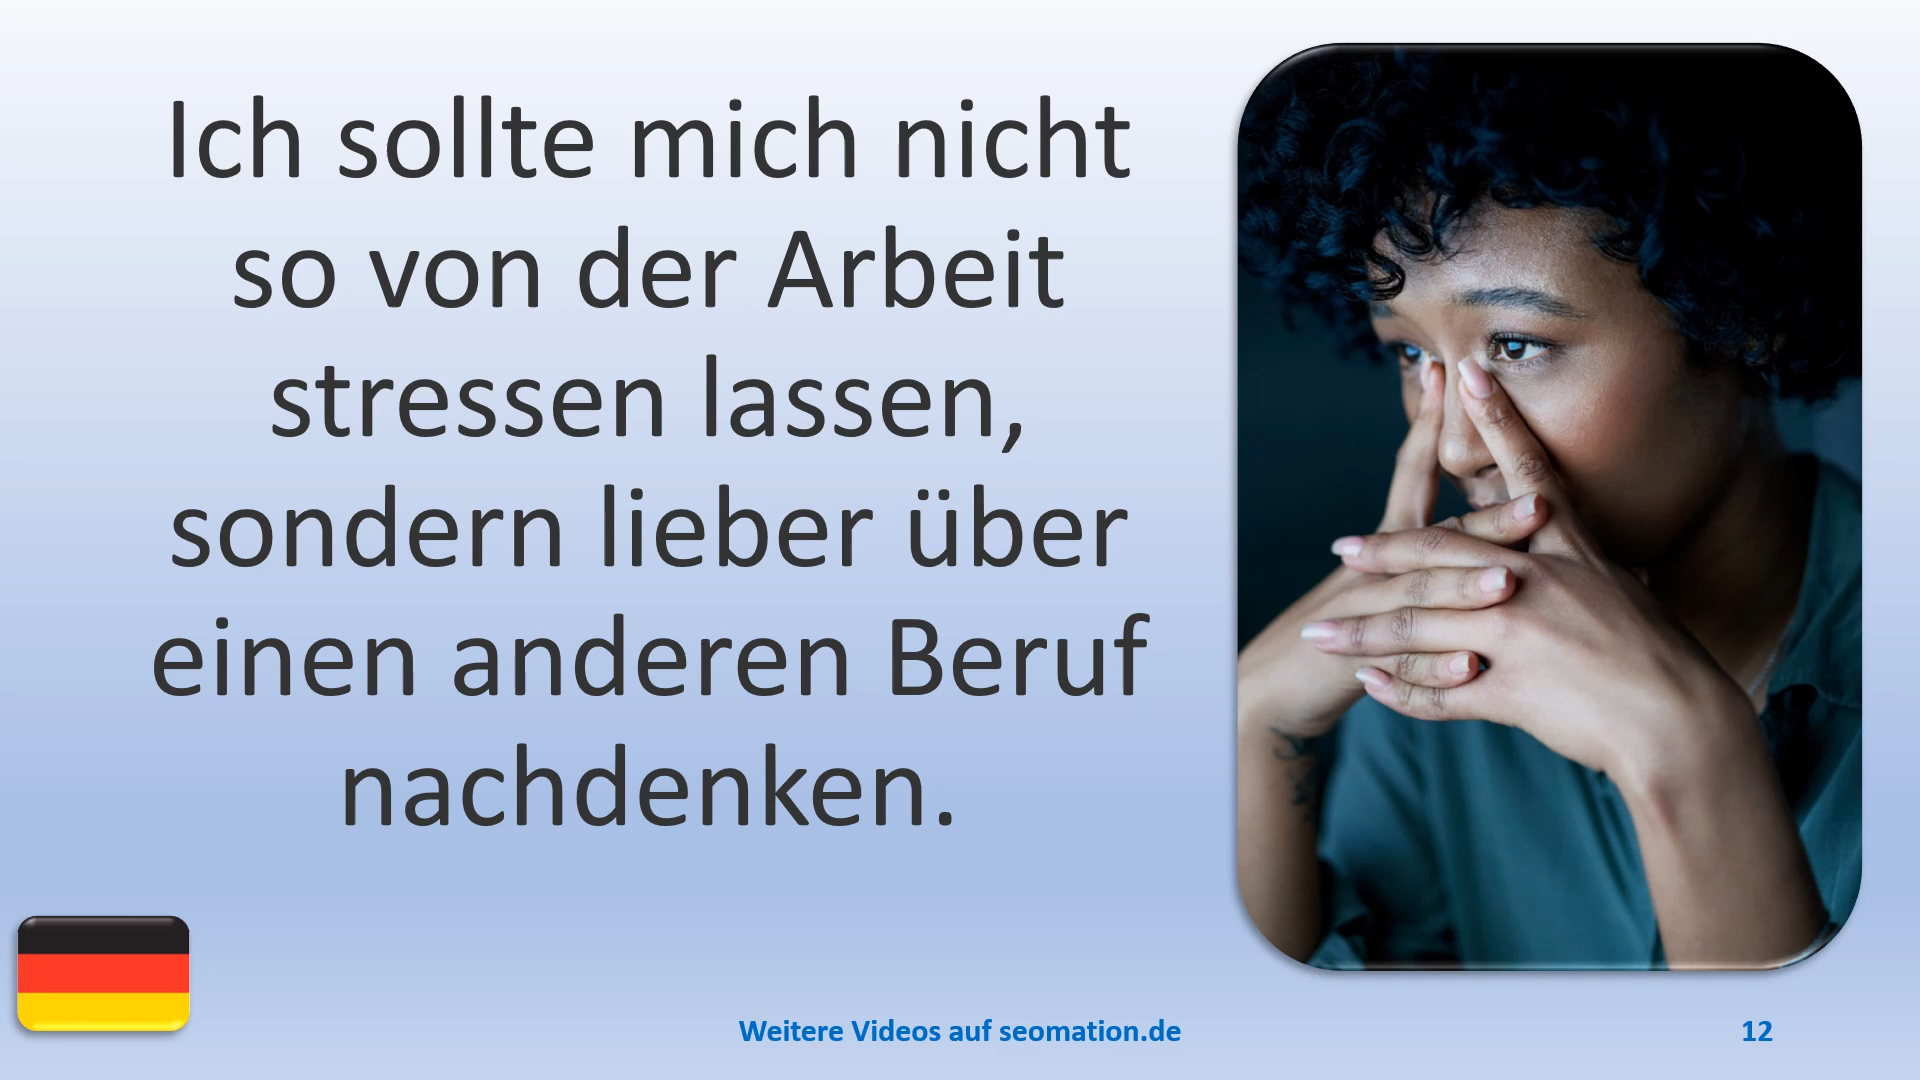 Ich sollte mich nicht
so von der Arbeit
stressen lassen,
sondern lieber über
einen anderen Beruf
nachdenken.
Weitere Videos auf seomation.de
12